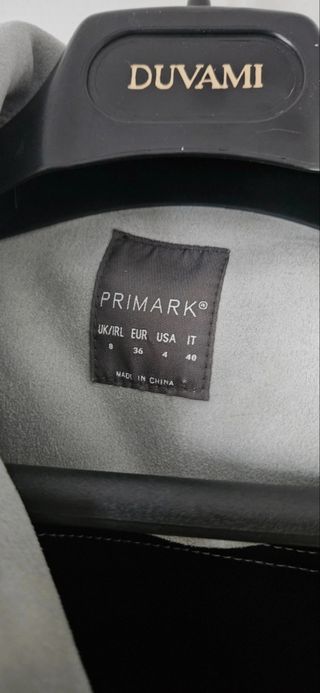 DUVAMI
PRIMARK®
UK/IRL EUR USA IT
8 36 4 40
MADE IN CHINA